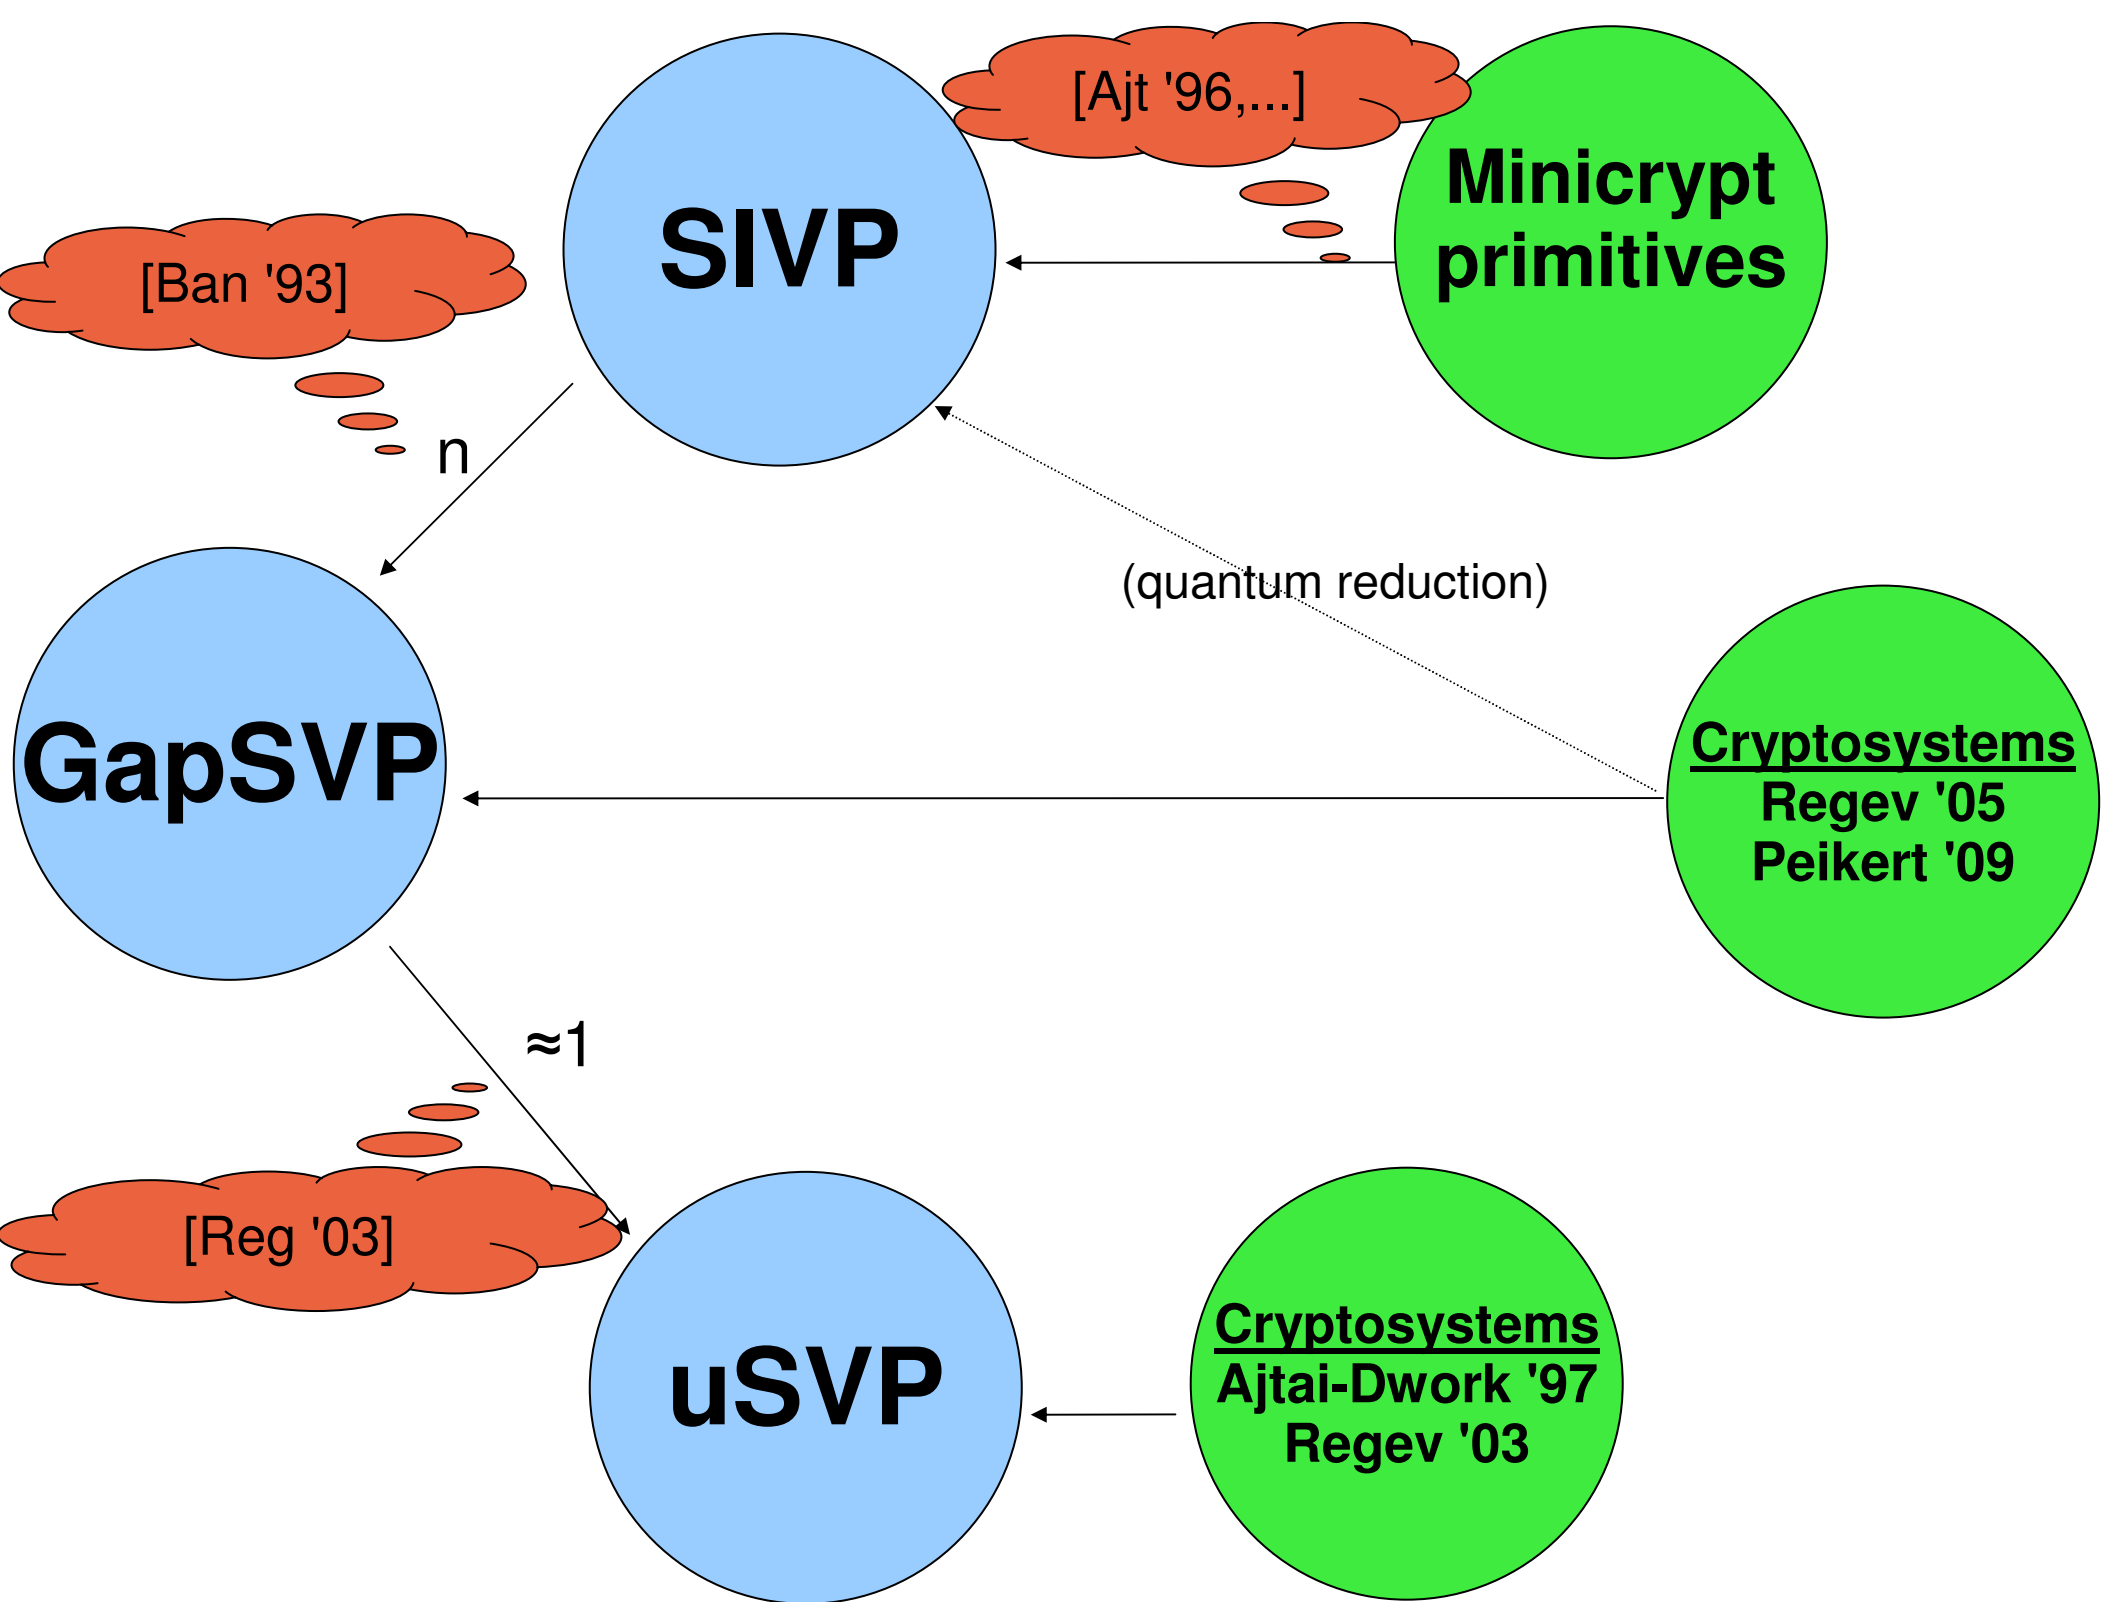 [Ajt '96,...]
SIVP
Minicrypt
primitives
[Ban '93]
n
(quantum reduction)
GapSVP
Cryptosystems
Regev '05
Peikert '09
≈1
[Reg '03]
uSVP
Cryptosystems
Ajtai-Dwork '97
Regev '03